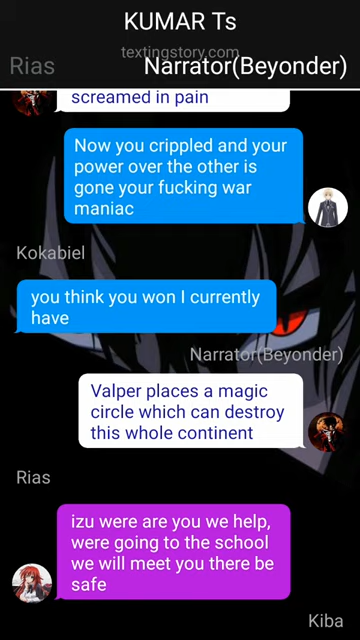 KUMAR Ts
textingstory.com
Rias
Narrator(Beyonder)
screamed in pain
Now you crippled and your
power over the other is
gone your fucking war
maniac
Kokabiel
you think you won I currently
have
Narrator(Beyonder)
Valper places a magic
circle which can destroy
this whole continent
Rias
izu were are you we help,
were going to the school
we will meet you there be
safe
Kiba